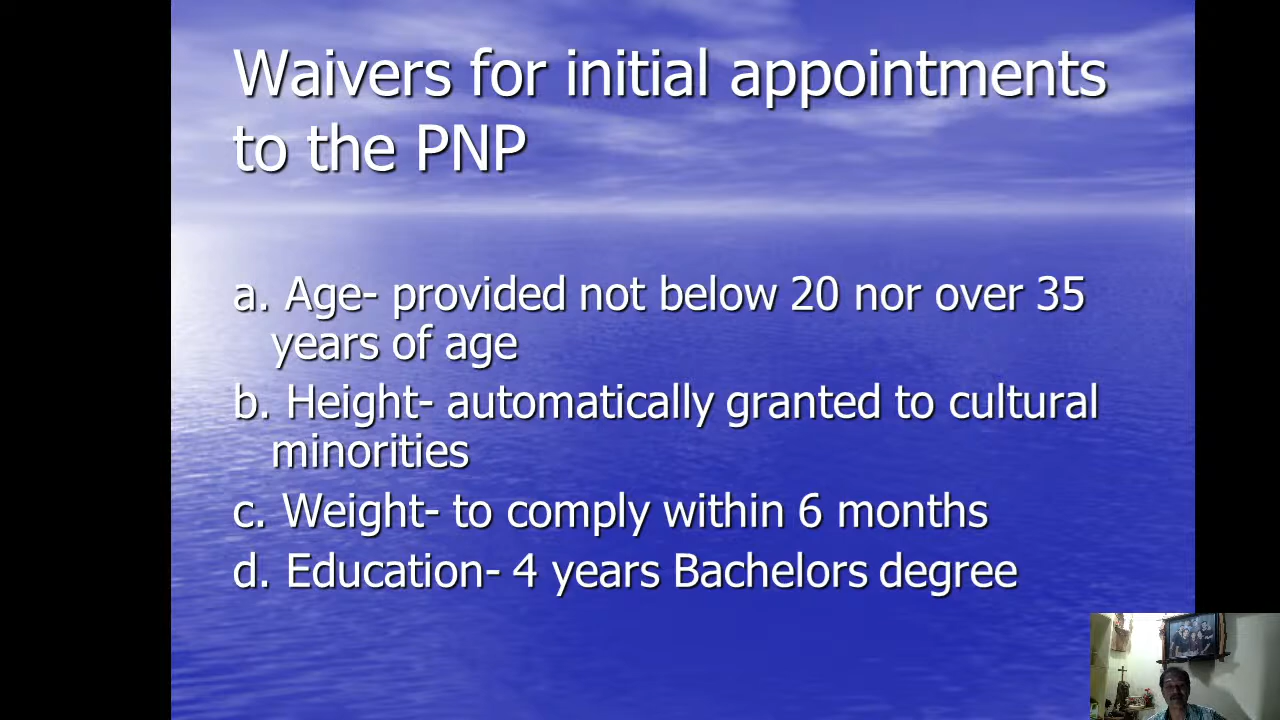 Waivers for initial appointments
to the PNP
a. Age- provided not below 20 nor over 35
years of age
b. Height- automatically granted to cultural
minorities
c. Weight- to comply within 6 months
d. Education- 4 years Bachelors degree